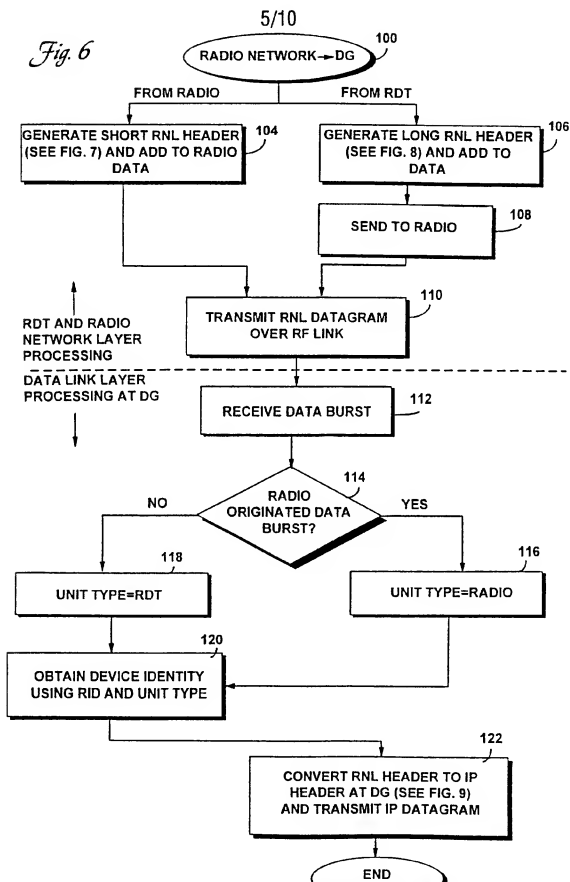 5/10
Fig. 6
RADIO NETWORK→DG
100
FROM RADIO
FROM RDT
GENERATE SHORT RNL HEADER
(SEE FIG. 7) AND ADD TO RADIO
DATA
104
GENERATE LONG RNL HEADER
(SEE FIG. 8) AND ADD TO
DATA
106
SEND TO RADIO
108
TRANSMIT RNL DATAGRAM
OVER RF LINK
110
RDT AND RADIO
NETWORK LAYER
PROCESSING
DATA LINK LAYER
PROCESSING AT DG
RECEIVE DATA BURST
112
RADIO
ORIGINATED DATA
BURST?
114
NO
YES
UNIT TYPE=RDT
118
UNIT TYPE=RADIO
116
OBTAIN DEVICE IDENTITY
USING RID AND UNIT TYPE
120
CONVERT RNL HEADER TO IP
HEADER AT DG (SEE FIG. 9)
AND TRANSMIT IP DATAGRAM
122
END